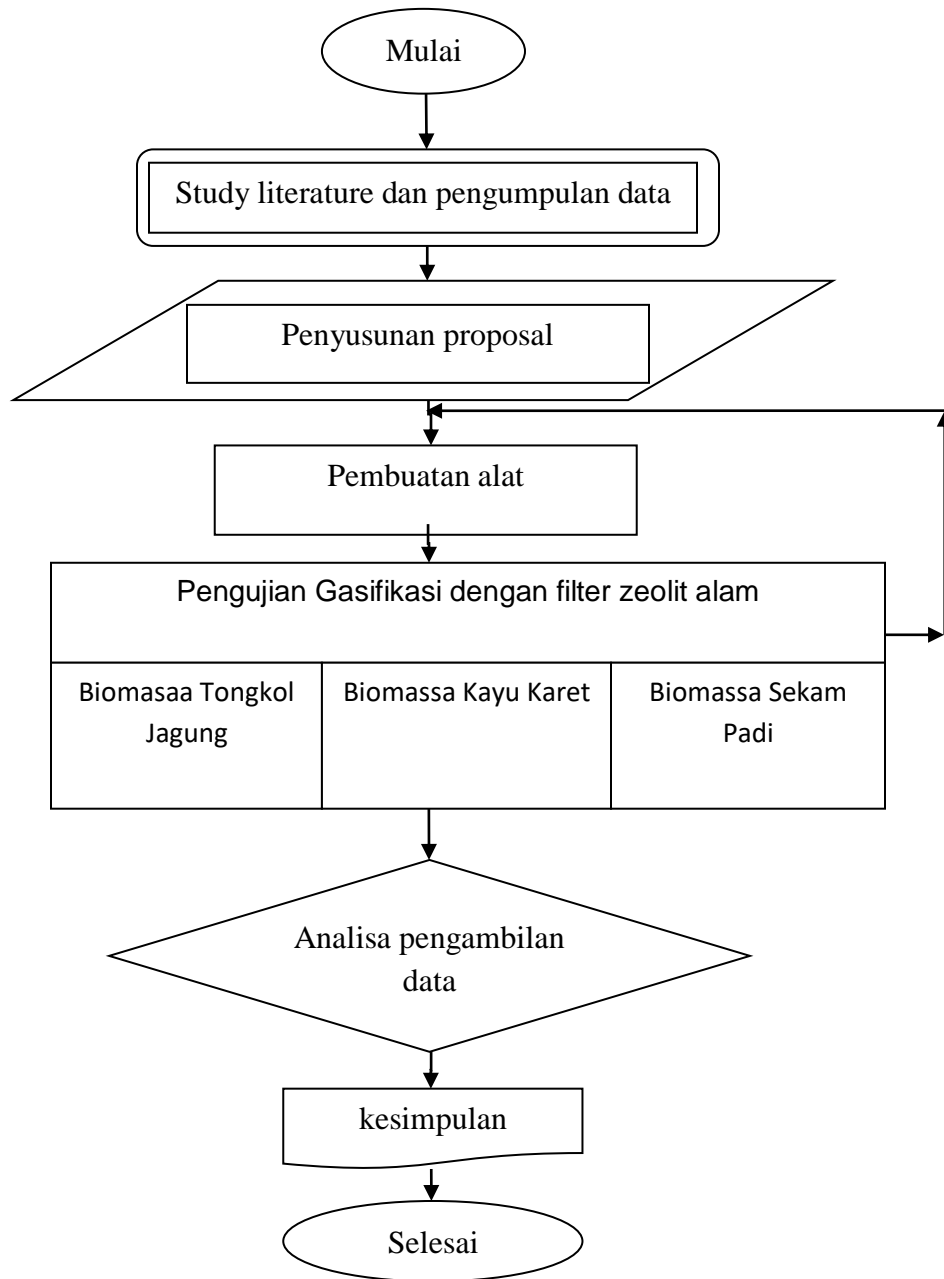 Mulai
Study literature dan pengumpulan data
Penyusunan proposal
Pembuatan alat
Pengujian Gasifikasi dengan filter zeolit alam
Biomasaa Tongkol
Jagung
Biomassa Kayu Karet
Biomassa Sekam
Padi
Analisa pengambilan
data
kesimpulan
Selesai